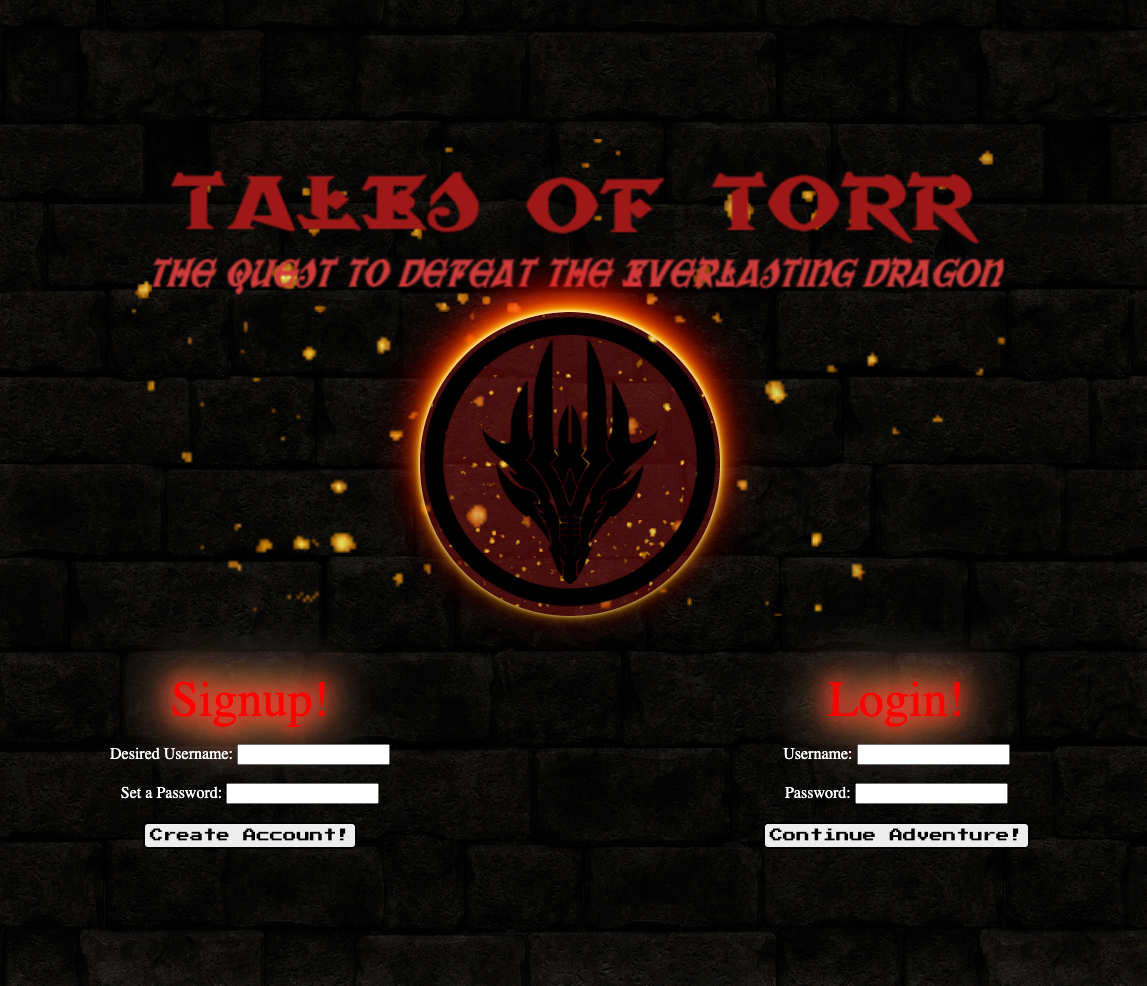 TALES OF TORR
THE QUEST TO DEFEAT THE EVERLASTING DRAGON
Signup!
Login!
Desired Username:
Username:
Set a Password:
Password:
Create Account!
Continue Adventure!